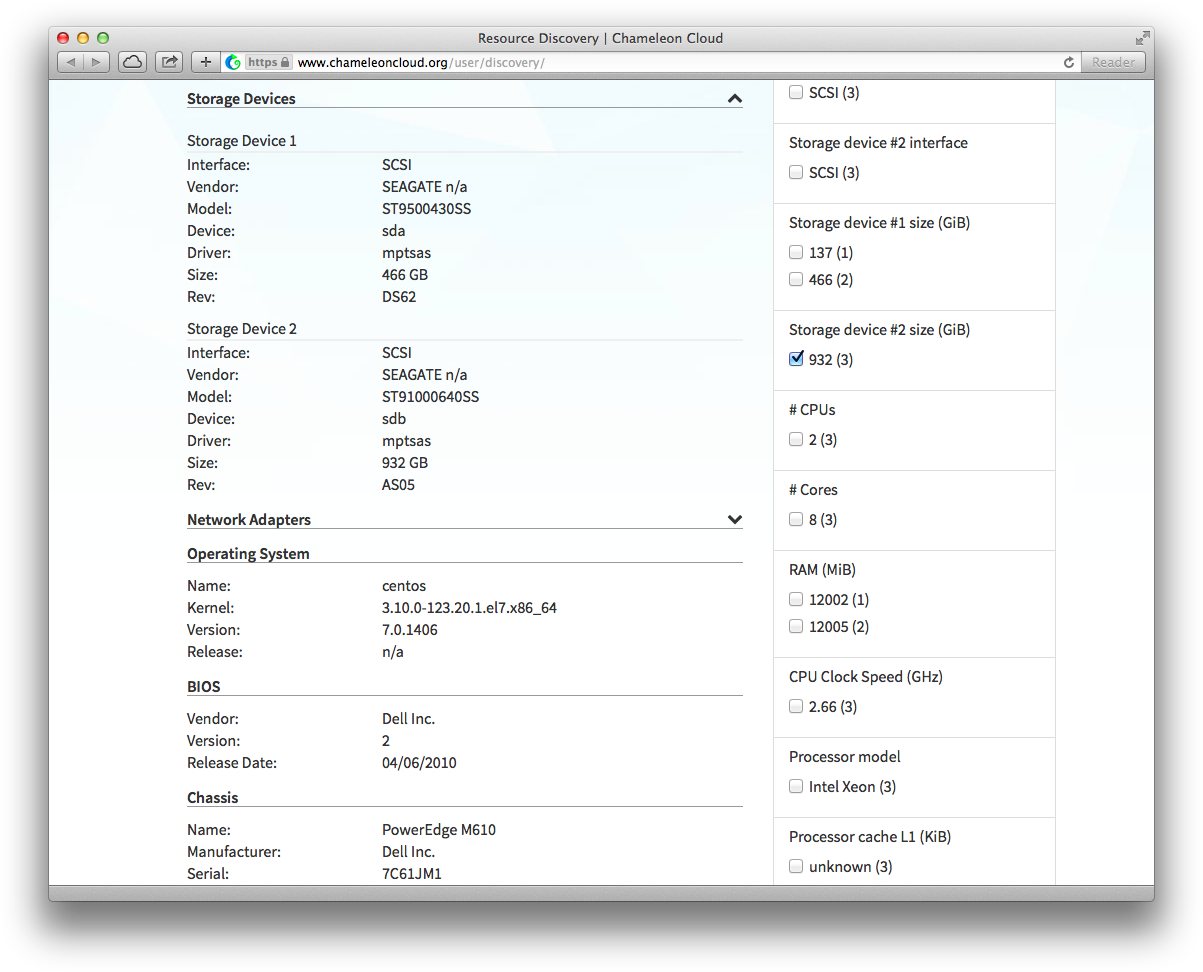 Resource Discovery | Chameleon Cloud
https www.chameleoncloud.org/user/discovery/ Reader
Storage Devices
Storage Device 1
Interface: SCSI
Vendor: SEAGATE n/a
Model: ST9500430SS
Device: sda
Driver: mptsas
Size: 466 GB
Rev: DS62
Storage Device 2
Interface: SCSI
Vendor: SEAGATE n/a
Model: ST91000640SS
Device: sdb
Driver: mptsas
Size: 932 GB
Rev: AS05
Network Adapters
Operating System
Name: centos
Kernel: 3.10.0-123.20.1.el7.x86_64
Version: 7.0.1406
Release: n/a
BIOS
Vendor: Dell Inc.
Version: 2
Release Date: 04/06/2010
Chassis
Name: PowerEdge M610
Manufacturer: Dell Inc.
Serial: 7C61JM1
SCSI (3)
Storage device #2 interface
SCSI (3)
Storage device #1 size (GiB)
137 (1)
466 (2)
Storage device #2 size (GiB)
932 (3)
# CPUs
2 (3)
# Cores
8 (3)
RAM (MiB)
12002 (1)
12005 (2)
CPU Clock Speed (GHz)
2.66 (3)
Processor model
Intel Xeon (3)
Processor cache L1 (KiB)
unknown (3)